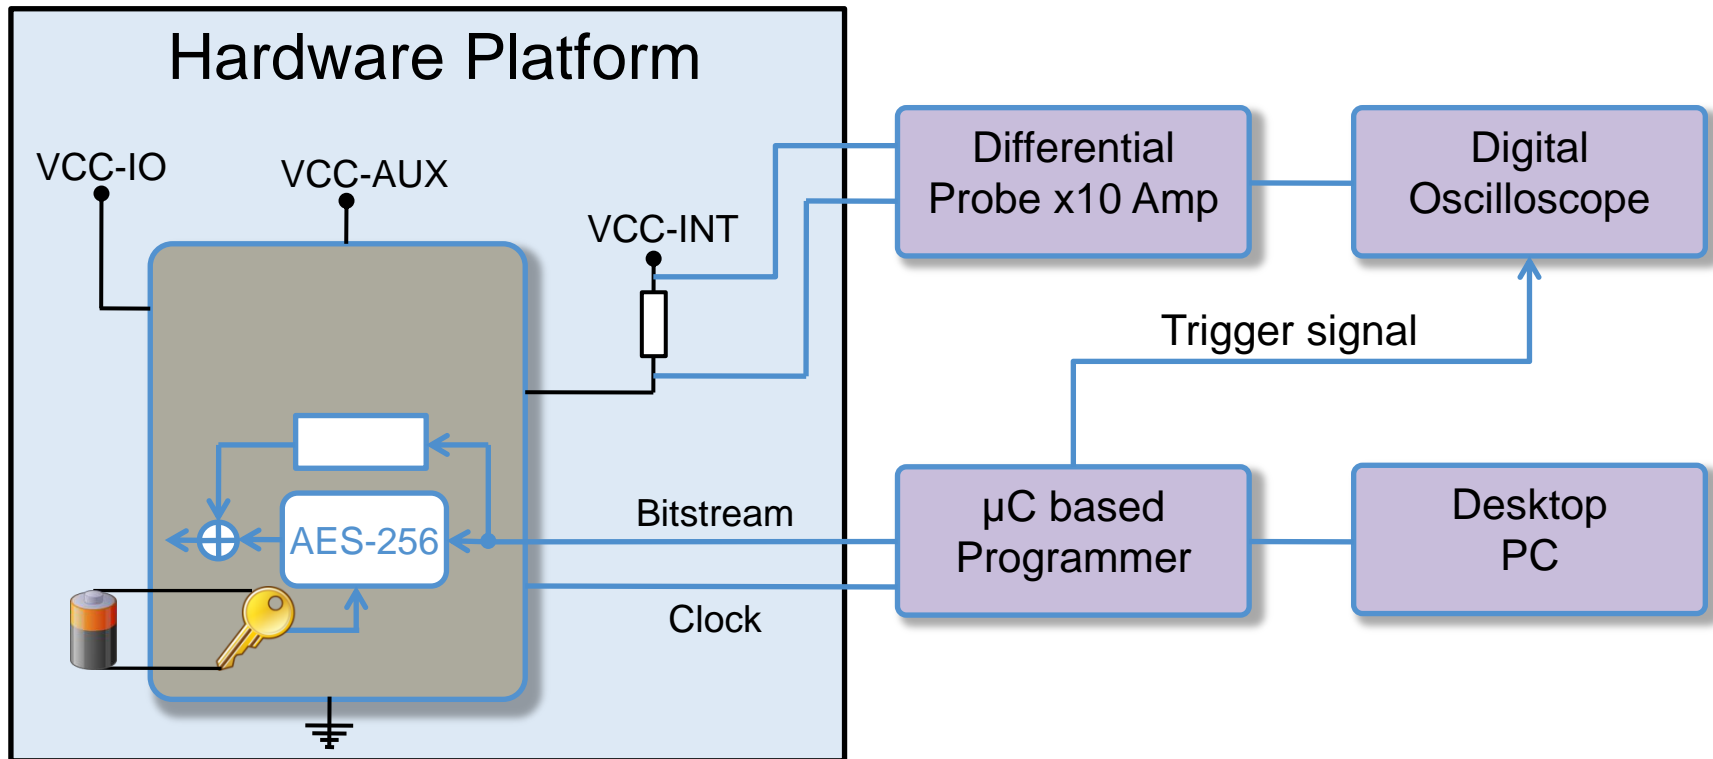 Hardware Platform
VCC-IO
VCC-AUX
VCC-INT
Differential
Probe x10 Amp
Digital
Oscilloscope
Trigger signal
AES-256
Bitstream
Clock
µC based
Programmer
Desktop
PC